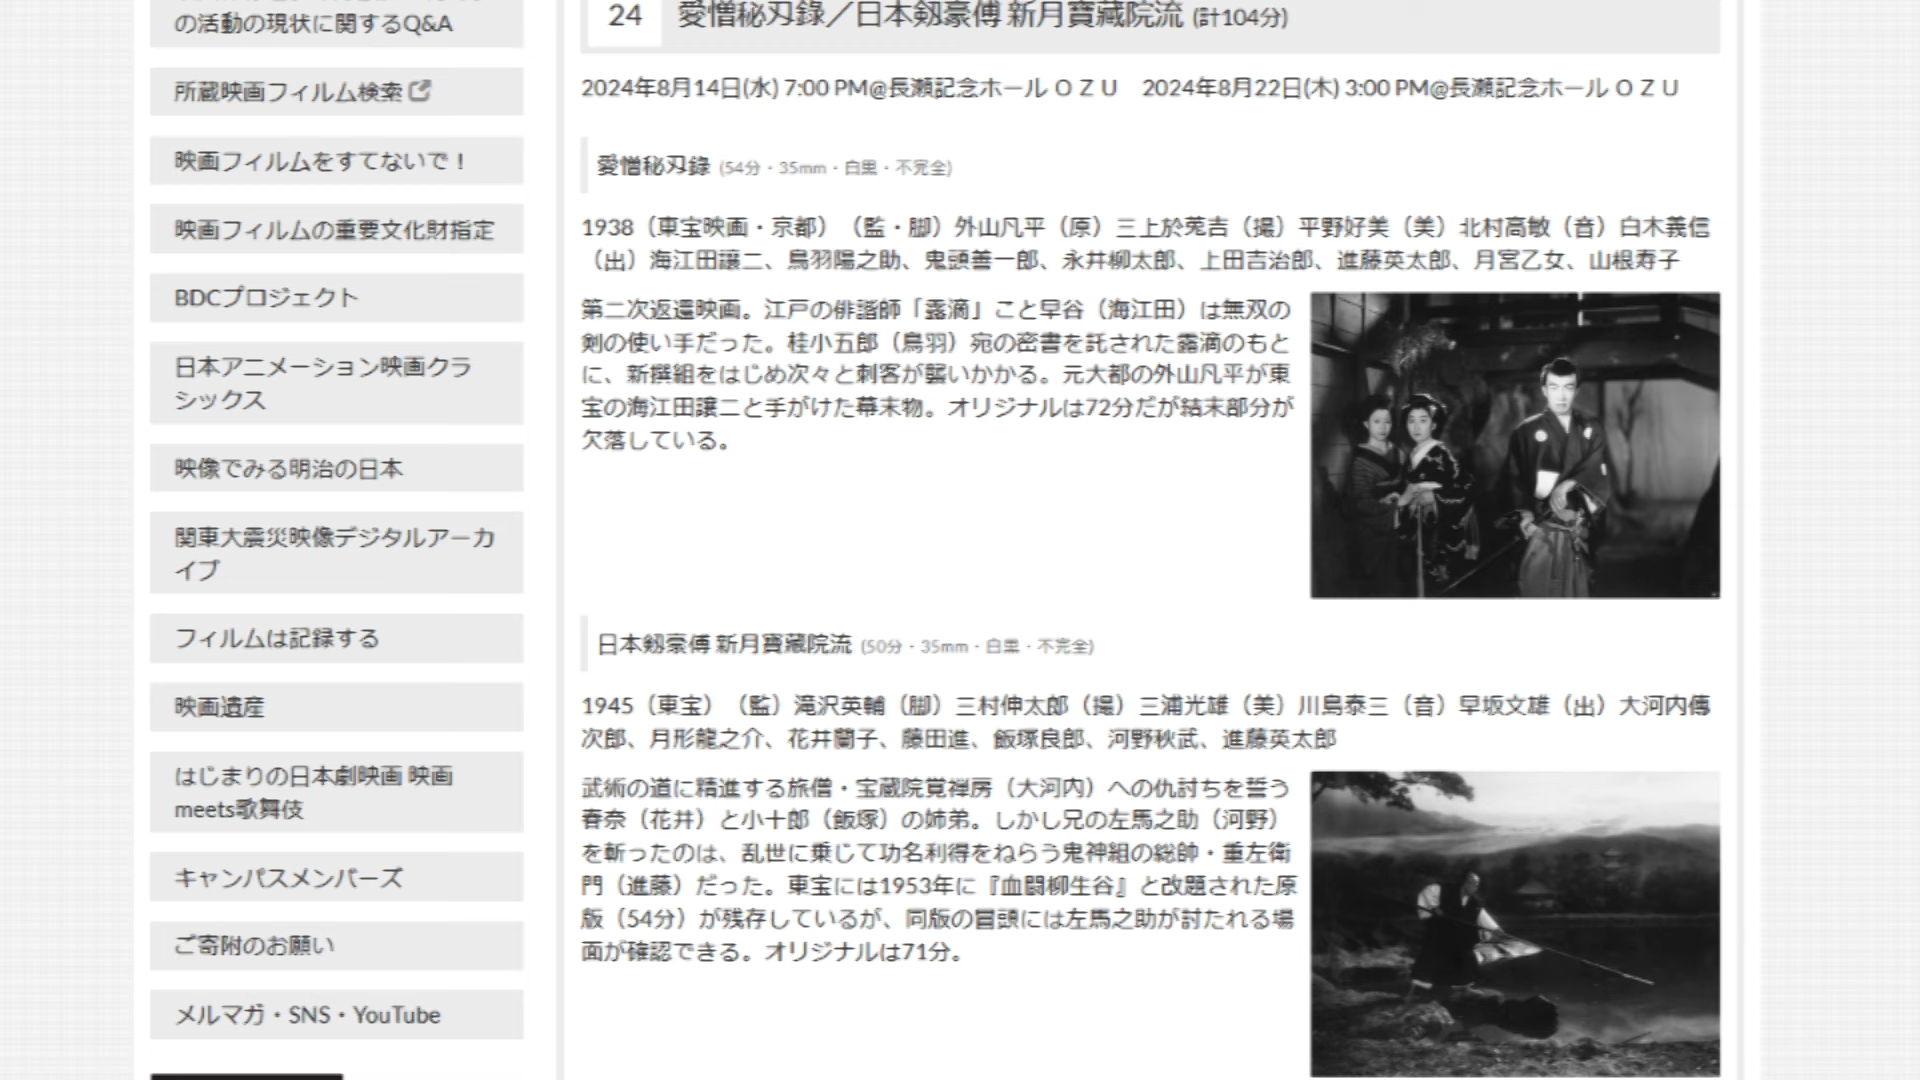 の活動の現状に関するQ&A
所蔵映画フィルム検索
映画フィルムをすてないで！
映画フィルムの重要文化財指定
BDCプロジェクト
日本アニメーション映画クラ
シックス
映像でみる明治の日本
関東大震災映像デジタルアーカ
イブ
フィルムは記録する
映画遺産
はじまりの日本劇映画 映画
meets歌舞伎
キャンパスメンバーズ
ご寄附のお願い
メルマガ・SNS・YouTube
24 愛憎秘刃錄／日本剱豪傳 新月寶藏院流 (計104分)
2024年8月14日(水) 7:00 PM@長瀬記念ホール ＯＺＵ　2024年8月22日(木) 3:00 PM@長瀬記念ホール ＯＺＵ
愛憎秘刃錄 (54分・35mm・白黒・不完全)
1938（東宝映画・京都）（監・脚）外山凡平（原）三上於菟吉（撮）平野好美（美）北村高敏（音）白木義信
（出）海江田譲二、鳥羽陽之助、鬼頭善一郎、永井柳太郎、上田吉治郎、進藤英太郎、月宮乙女、山根寿子
第二次返還映画。江戸の俳諧師「露滴」こと早谷（海江田）は無双の
剣の使い手だった。桂小五郎（鳥羽）宛の密書を託された露滴のもと
に、新撰組をはじめ次々と刺客が襲いかかる。元大都の外山凡平が東
宝の海江田譲二と手がけた幕末物。オリジナルは72分だが結末部分が
欠落している。
日本剱豪傳 新月寶藏院流 (50分・35mm・白黒・不完全)
1945（東宝）（監）滝沢英輔（脚）三村伸太郎（撮）三浦光雄（美）川島泰三（音）早坂文雄（出）大河内傳
次郎、月形龍之介、花井蘭子、藤田進、飯塚良郎、河野秋武、進藤英太郎
武術の道に精進する旅僧・宝蔵院覚禅房（大河内）への仇討ちを誓う
春奈（花井）と小十郎（飯塚）の姉弟。しかし兄の左馬之助（河野）
を斬ったのは、乱世に乗じて功名利得をねらう鬼神組の総帥・重左衛
門（進藤）だった。東宝には1953年に『血闘柳生谷』と改題された原
版（54分）が残存しているが、同版の冒頭には左馬之助が討たれる場
面が確認できる。オリジナルは71分。